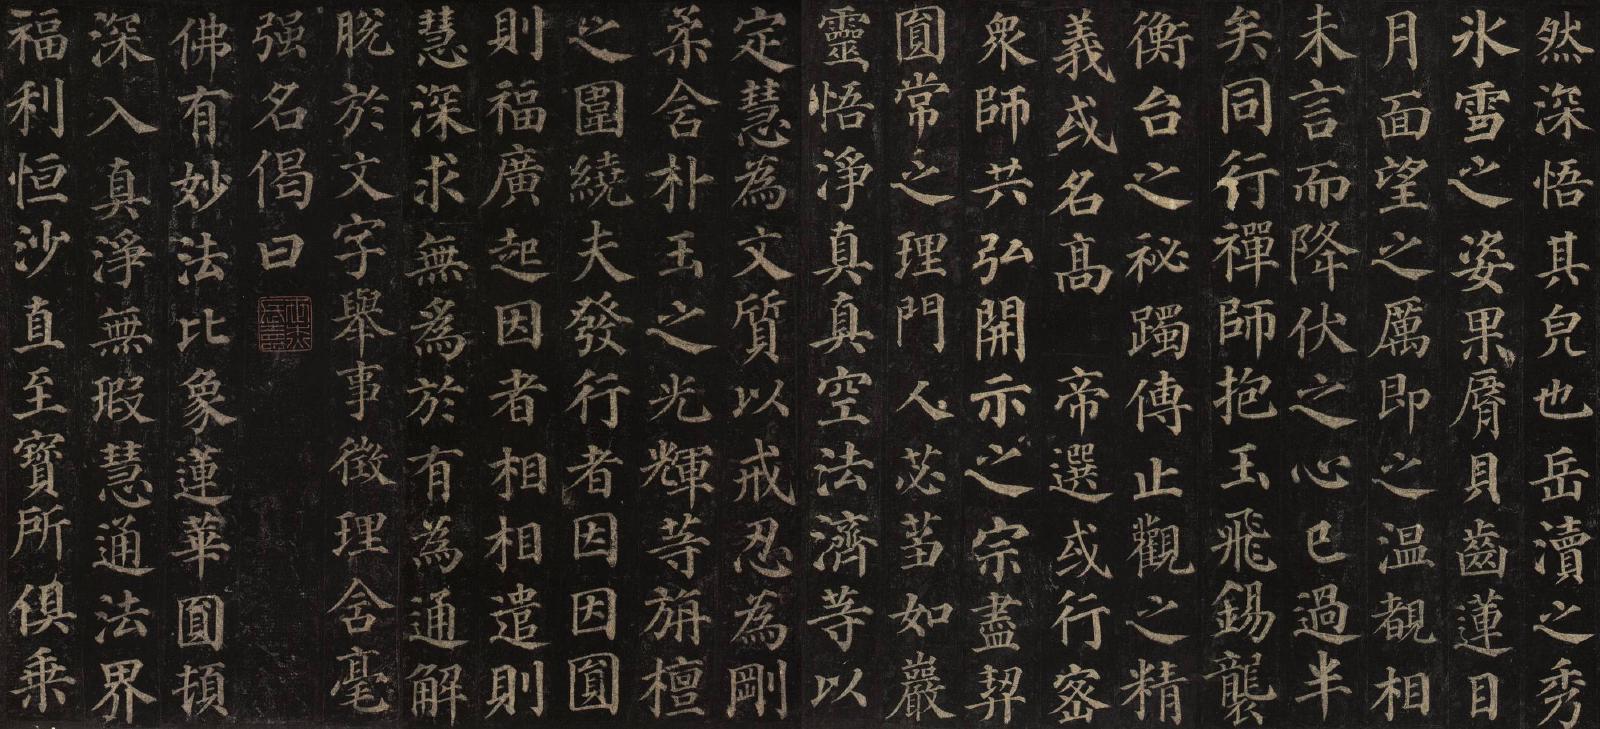 然深悟其皃也岳瀆之秀
氷雪之姿果脣貝齒蓮目
月面望之厲即之温覩相
未言而降伏之心已過半
矣同行禪師抱玉飛錫襲
衡台之祕躅傳止觀之精
義或名高帝選或行密
衆師共弘開示之宗盡契
圎常之理門人苾蒭如巖
靈悟淨真真空法濟等以
定慧為文質以戒忍為剛
柔含朴玉之光輝等旃檀
之圍繞夫發行者因因圎
則福廣起因者相相遣則
慧深求無為於有為通解
脱於文字舉事徵理含毫
强名偈曰
佛有妙法比象蓮華圎頓
深入真淨無瑕慧通法界
福利恒沙直至寶所俱乗